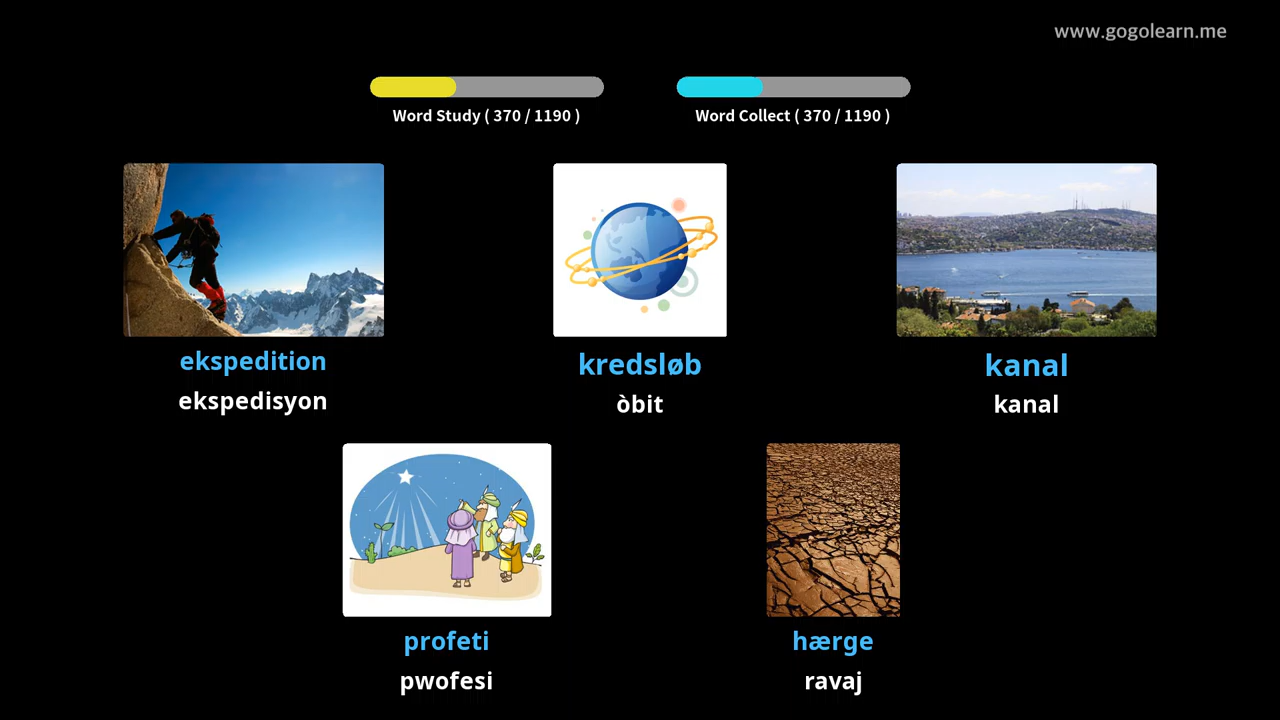 www.gogolearn.me
Word Study ( 370 / 1190 )
Word Collect ( 370 / 1190 )
ekspedition
ekspedisyon
kredsløb
òbit
kanal
kanal
profeti
pwofesi
hærge
ravaj